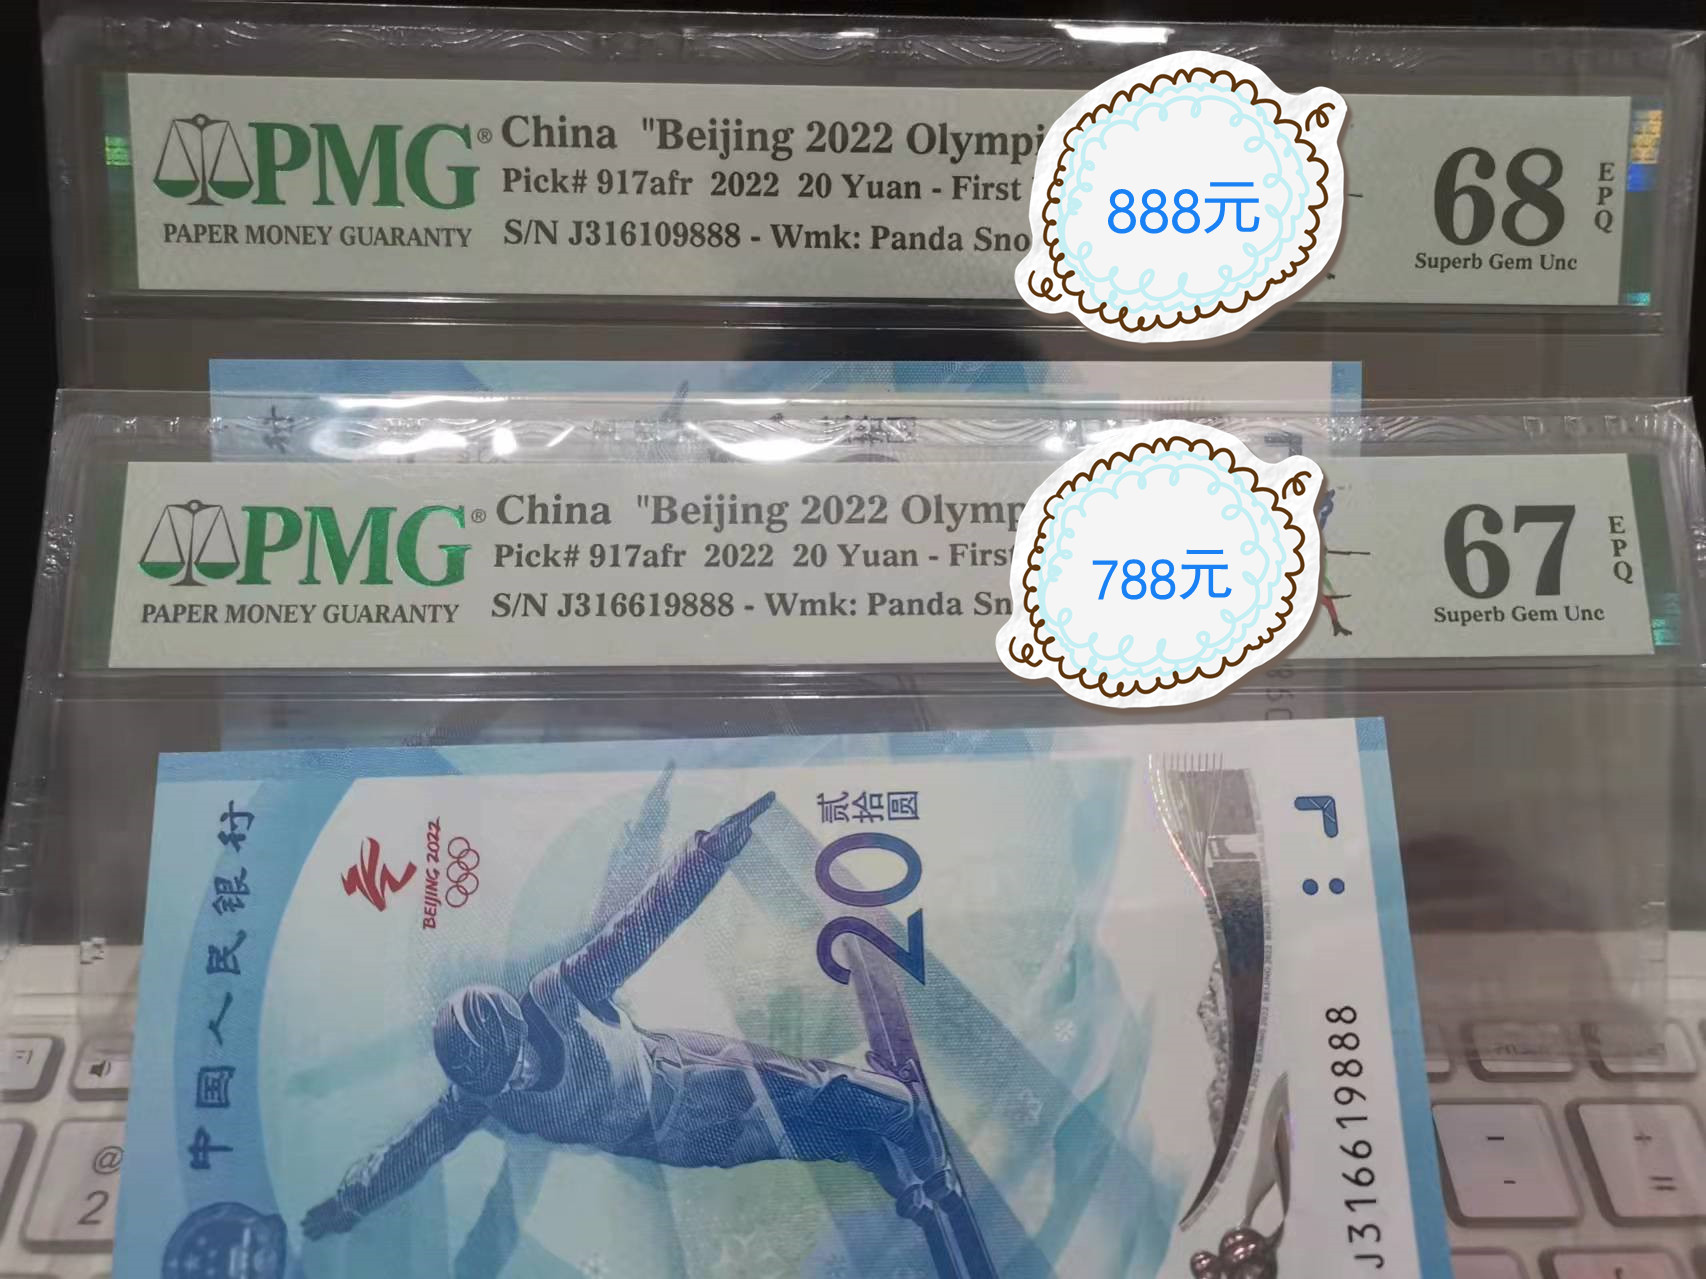 PMG®
PAPER MONEY GUARANTY
China "Beijing 2022 Olympi
Pick# 917afr 2022 20 Yuan - First
S/N J316109888 - Wmk: Panda Sno
888元
68
EPQ
Superb Gem Unc
PMG®
PAPER MONEY GUARANTY
China "Beijing 2022 Olymp
Pick# 917afr 2022 20 Yuan - Firs
S/N J316619888 - Wmk: Panda Sn
788元
67
EPQ
Superb Gem Unc
中国人民银行
BEIJING 2022
贰拾圆
20
J316619888
@
2
-
-
+
=